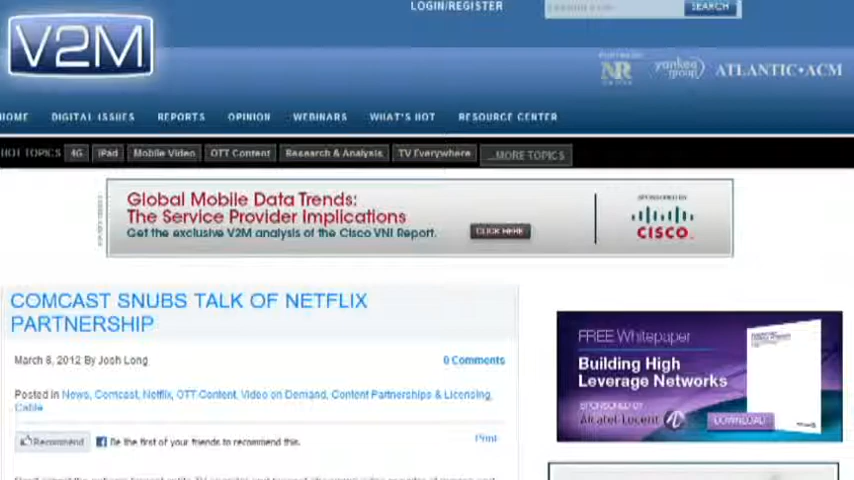 LOGIN/REGISTER
SEARCH
V2M
NR
yankee group
ATLANTIC•ACM
HOME DIGITAL ISSUES REPORTS OPINION WEBINARS WHAT'S HOT RESOURCE CENTER
HOT TOPICS 4G iPad Mobile Video OTT Content Research & Analysis TV Everywhere ...MORE TOPICS
Global Mobile Data Trends:
The Service Provider Implications
Get the exclusive V2M analysis of the Cisco VNI Report.
CLICK HERE
SPONSORED BY
CISCO
COMCAST SNUBS TALK OF NETFLIX
PARTNERSHIP
March 8, 2012 By Josh Long
0 Comments
Posted in News, Comcast, Netflix, OTT Content, Video on Demand, Content Partnerships & Licensing,
Cable
Recommend
Be the first of your friends to recommend this.
Print
FREE Whitepaper
Building High
Leverage Networks
SPONSORED BY
Alcatel-Lucent
DOWNLOAD